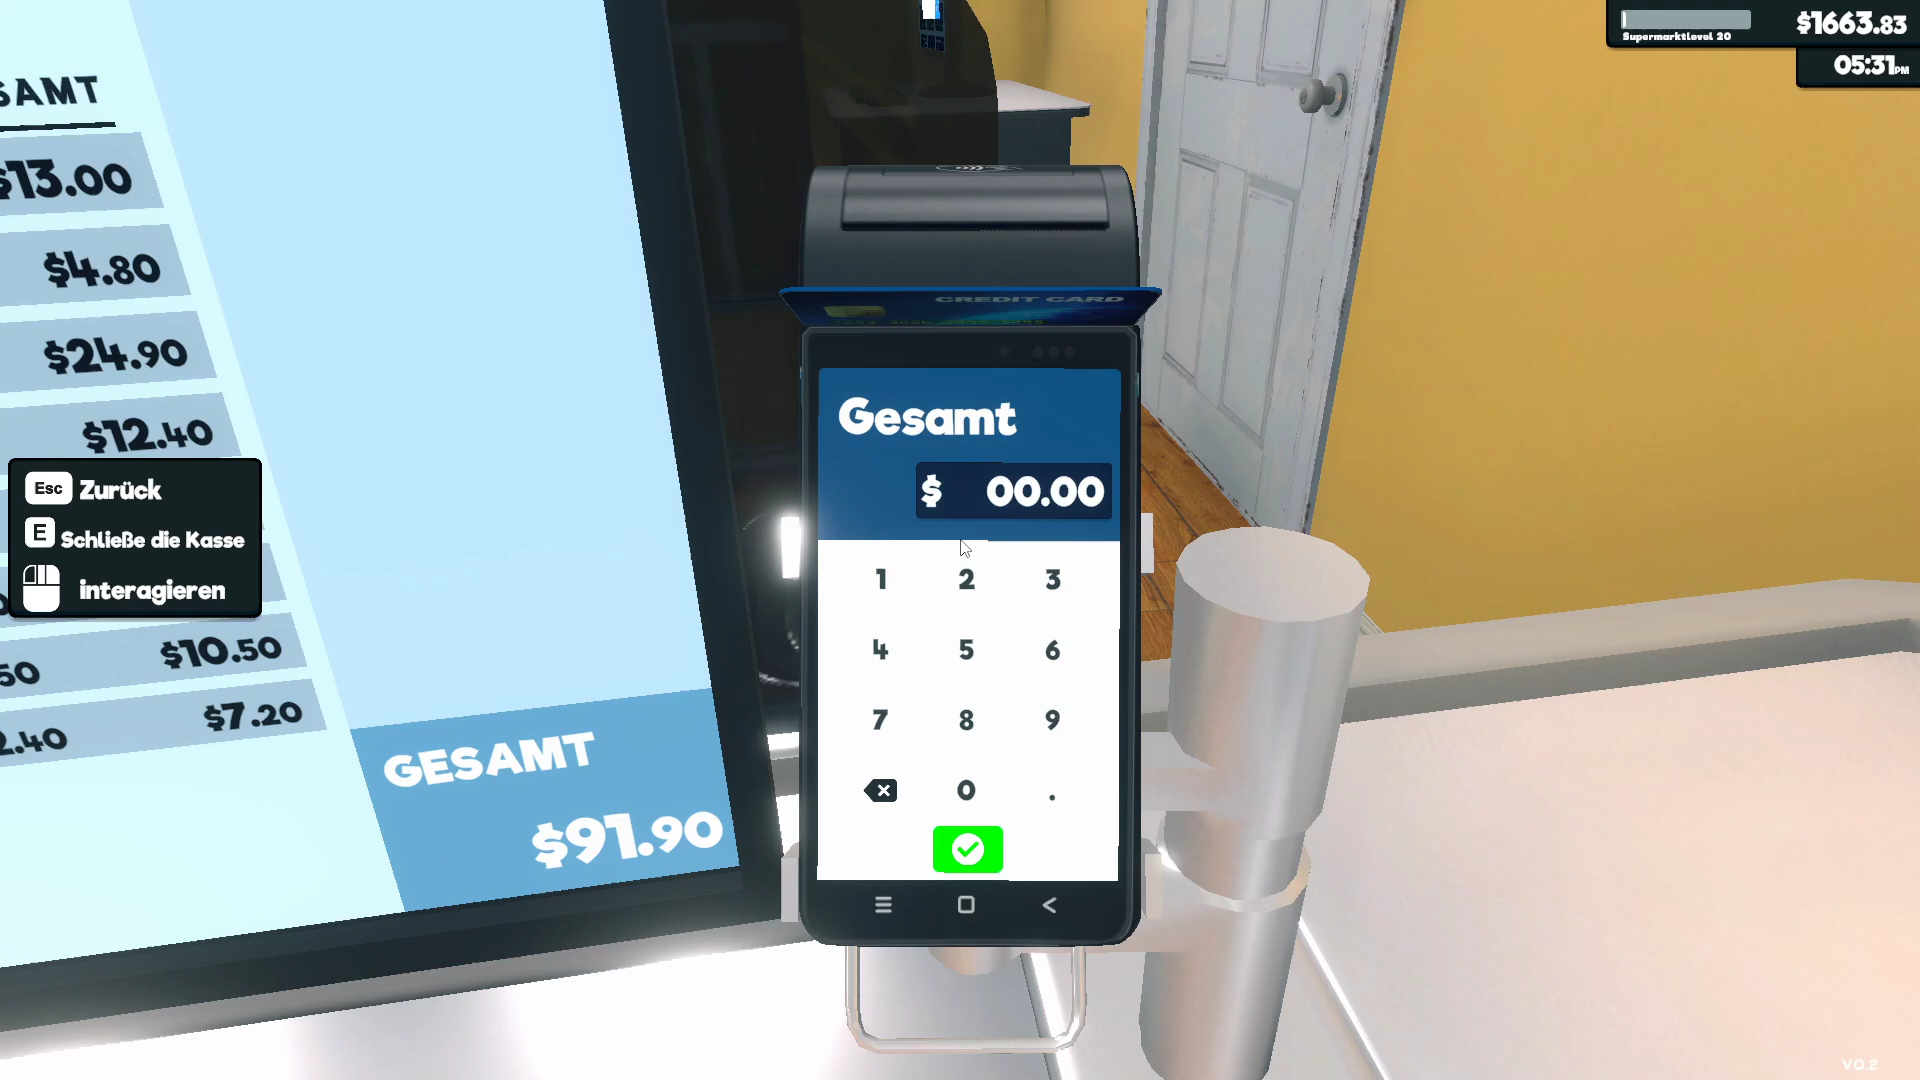 $1663.83
Supermarktlevel 20
05:31PM
$13.00
$4.80
$24.90
$12.40
Esc Zurück
E Schließe die Kasse
interagieren
$10.50
$7.20
2.40
GESAMT
$91.90
CREDIT CARD
Gesamt
$ 00.00
1 2 3
4 5 6
7 8 9
0 .
V0.2